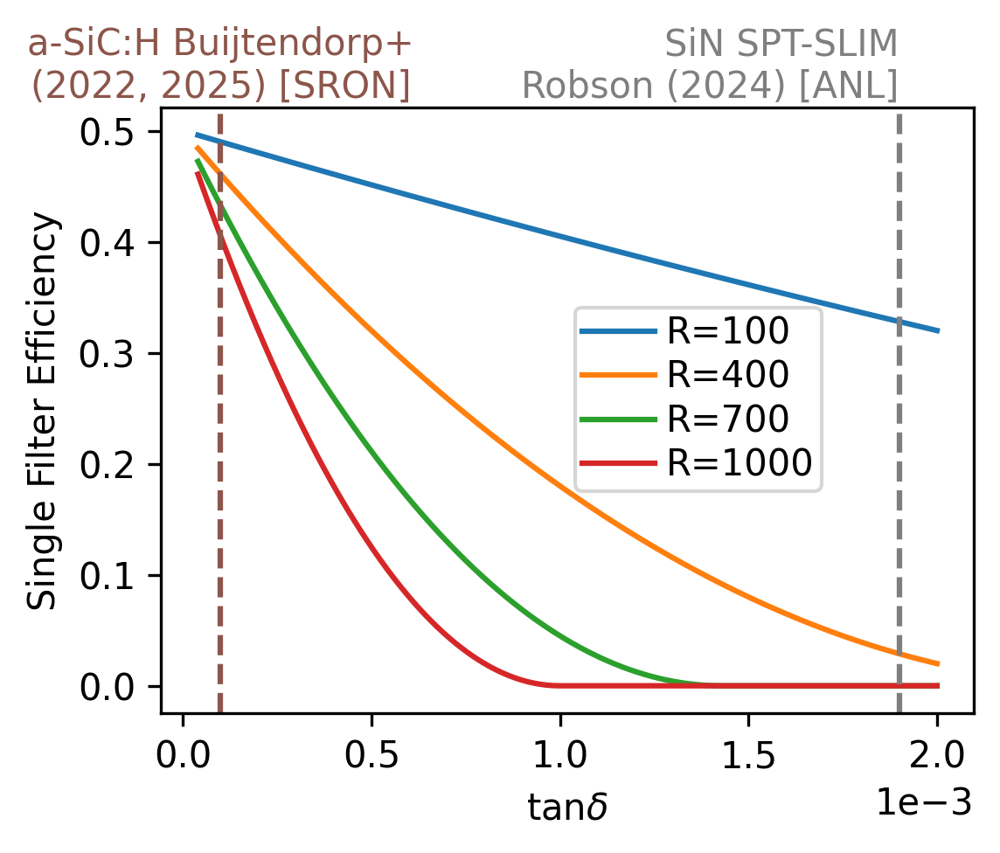 a-SiC:H Buijtendorp+
(2022, 2025) [SRON]
SiN SPT-SLIM
Robson (2024) [ANL]
Single Filter Efficiency
0.5
0.4
0.3
0.2
0.1
0.0
R=100
R=400
R=700
R=1000
0.0 0.5 1.0 1.5 2.0
1e−3
tanδ